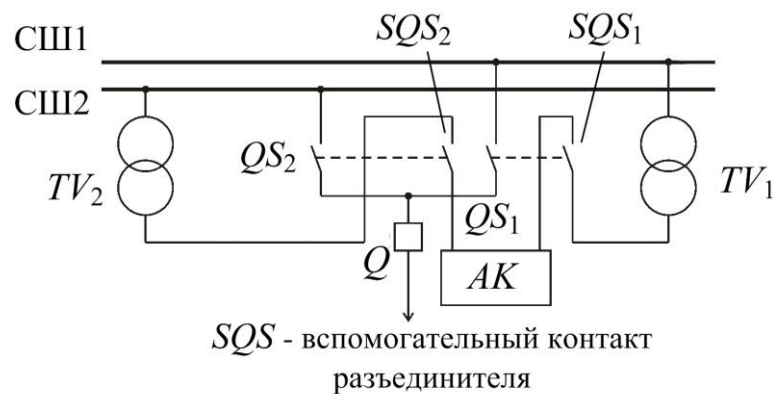 SQS2 SQS1
СШ1
СШ2
QS2
TV2 TV1
QS1
Q
AK
SQS - вспомогательный контакт
разъединителя